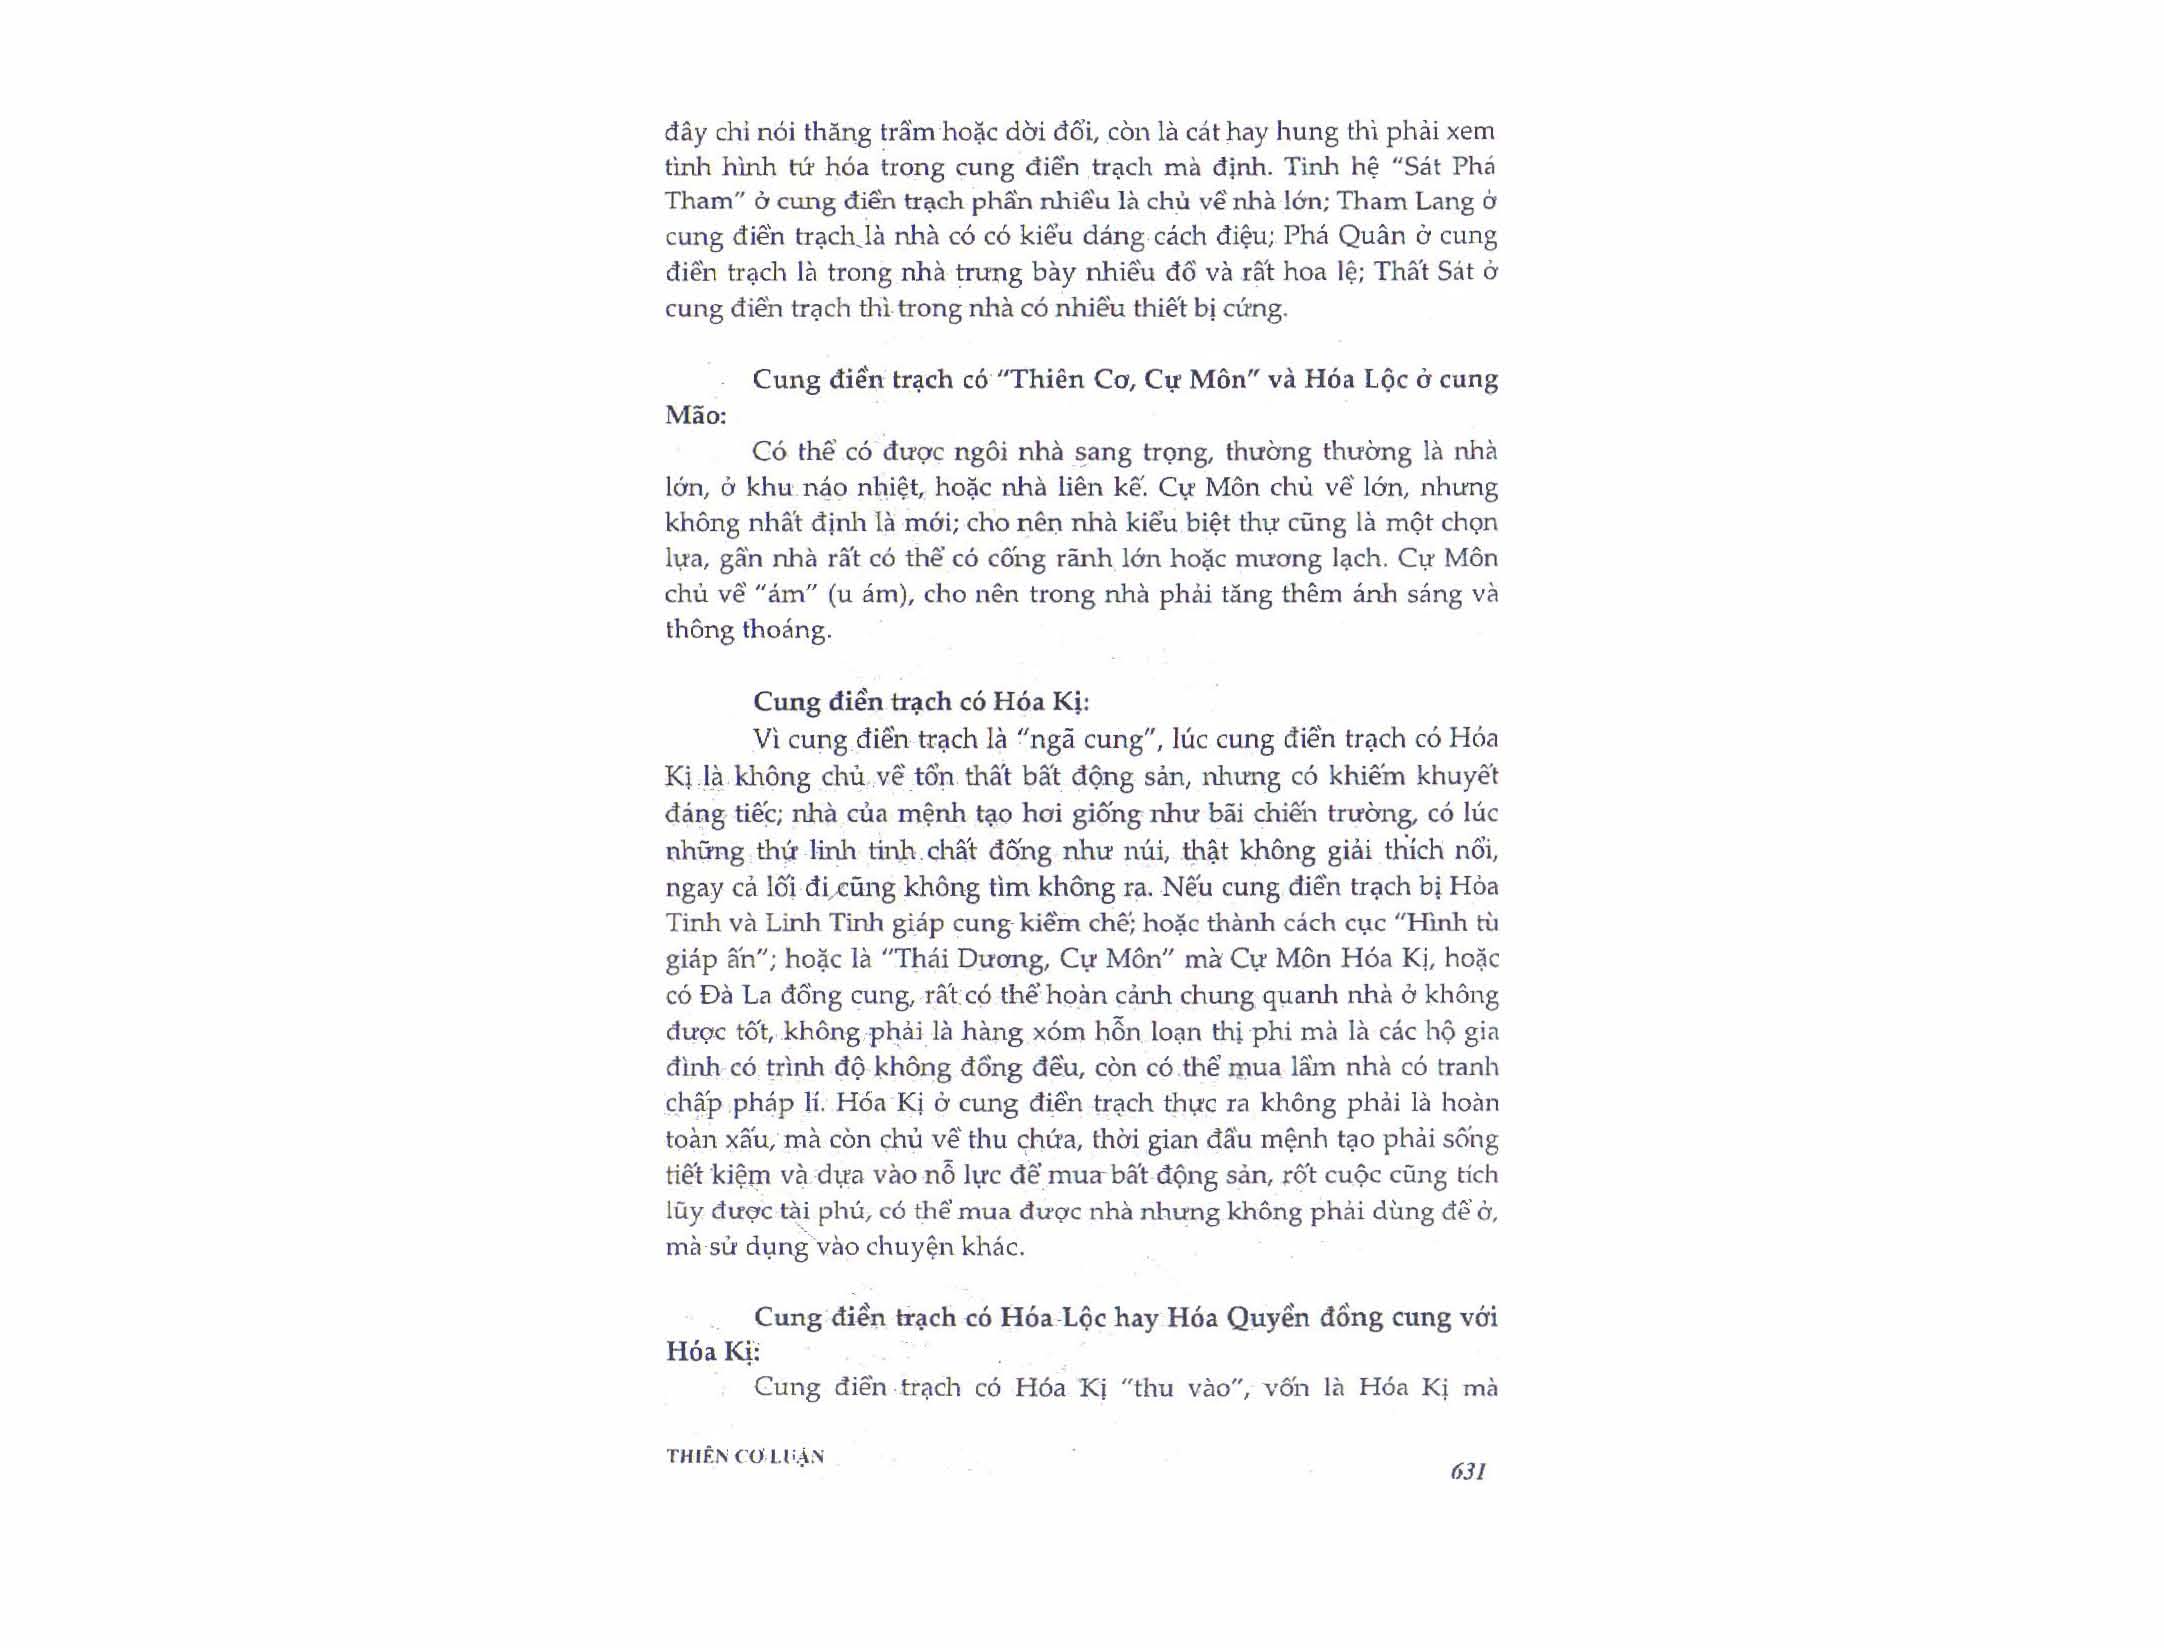 đây chỉ nói thăng trầm hoặc dời đổi, còn là cát hay hung thì phải xem
tình hình tứ hóa trong cung điền trạch mà định. Tinh hệ "Sát Phá
Tham" ở cung điền trạch phần nhiều là chủ về nhà lớn; Tham Lang ở
cung điền trạch là nhà có có kiểu dáng cách điệu; Phá Quân ở cung
điền trạch là trong nhà trưng bày nhiều đồ và rất hoa lệ; Thất Sát ở
cung điền trạch thì trong nhà có nhiều thiết bị cứng.
Cung điền trạch có "Thiên Cơ, Cự Môn" và Hóa Lộc ở cung
Mão:
Có thể có được ngôi nhà sang trọng, thường thường là nhà
lớn, ở khu náo nhiệt, hoặc nhà liên kế. Cự Môn chủ về lớn, nhưng
không nhất định là mới; cho nên nhà kiểu biệt thự cũng là một chọn
lựa, gần nhà rất có thể có cống rãnh lớn hoặc mương lạch. Cự Môn
chủ về "ám" (u ám), cho nên trong nhà phải tăng thêm ánh sáng và
thông thoáng.
Cung điền trạch có Hóa Kị:
Vì cung điền trạch là "ngã cung", lúc cung điền trạch có Hóa
Kị là không chủ về tổn thất bất động sản, nhưng có khiếm khuyết
đáng tiếc; nhà của mệnh tạo hơi giống như bãi chiến trường, có lúc
những thứ linh tinh chất đống như núi, thật không giải thích nổi,
ngay cả lối đi cũng không tìm không ra. Nếu cung điền trạch bị Hỏa
Tinh và Linh Tinh giáp cung kiềm chế; hoặc thành cách cục "Hình tù
giáp ấn"; hoặc là "Thái Dương, Cự Môn" mà Cự Môn Hóa Kị, hoặc
có Đà La đồng cung, rất có thể hoàn cảnh chung quanh nhà ở không
được tốt, không phải là hàng xóm hỗn loạn thị phi mà là các hộ gia
đình có trình độ không đồng đều, còn có thể mua lầm nhà có tranh
chấp pháp lí. Hóa Kị ở cung điền trạch thực ra không phải là hoàn
toàn xấu, mà còn chủ về thu chứa, thời gian đầu mệnh tạo phải sống
tiết kiệm và dựa vào nỗ lực để mua bất động sản, rốt cuộc cũng tích
lũy được tài phú, có thể mua được nhà nhưng không phải dùng để ở,
mà sử dụng vào chuyện khác.
Cung điền trạch có Hóa Lộc hay Hóa Quyền đồng cung với
Hóa Kị:
Cung điền trạch có Hóa Kị "thu vào", vốn là Hóa Kị mà
THIÊN CƠ LUẬN
631